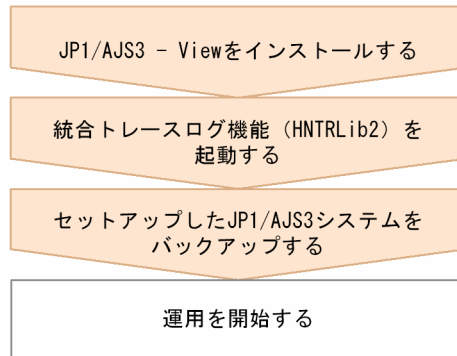 JP1/AJS3 - Viewをインストールする
統合トレースログ機能（HNTRLib2）を
起動する
セットアップしたJP1/AJS3システムを
バックアップする
運用を開始する